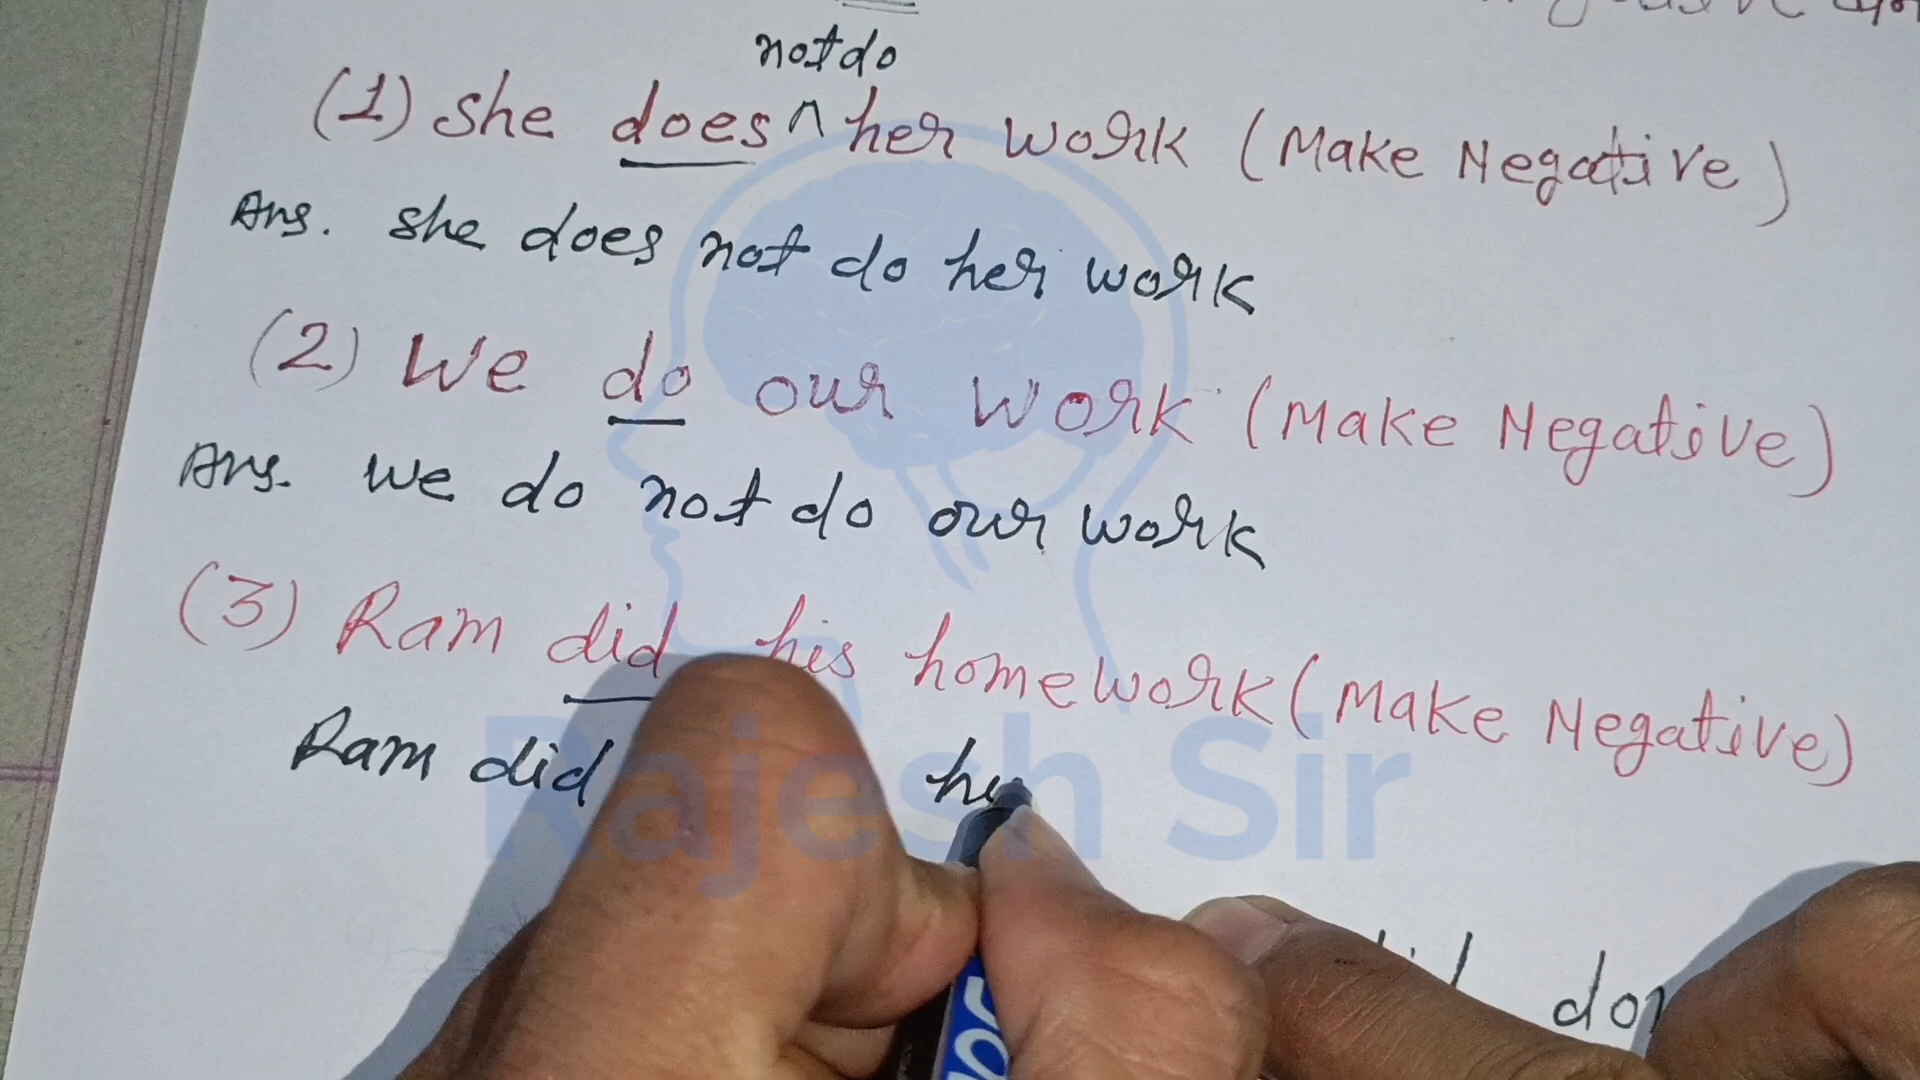 not do
(1) She does ^ her work (Make Negative)
Ans. she does not do her work
(2) We do our work (Make Negative)
Ans. we do not do our work
(3) Ram did his homework (Make Negative)
Ram did
Rajesh Sir